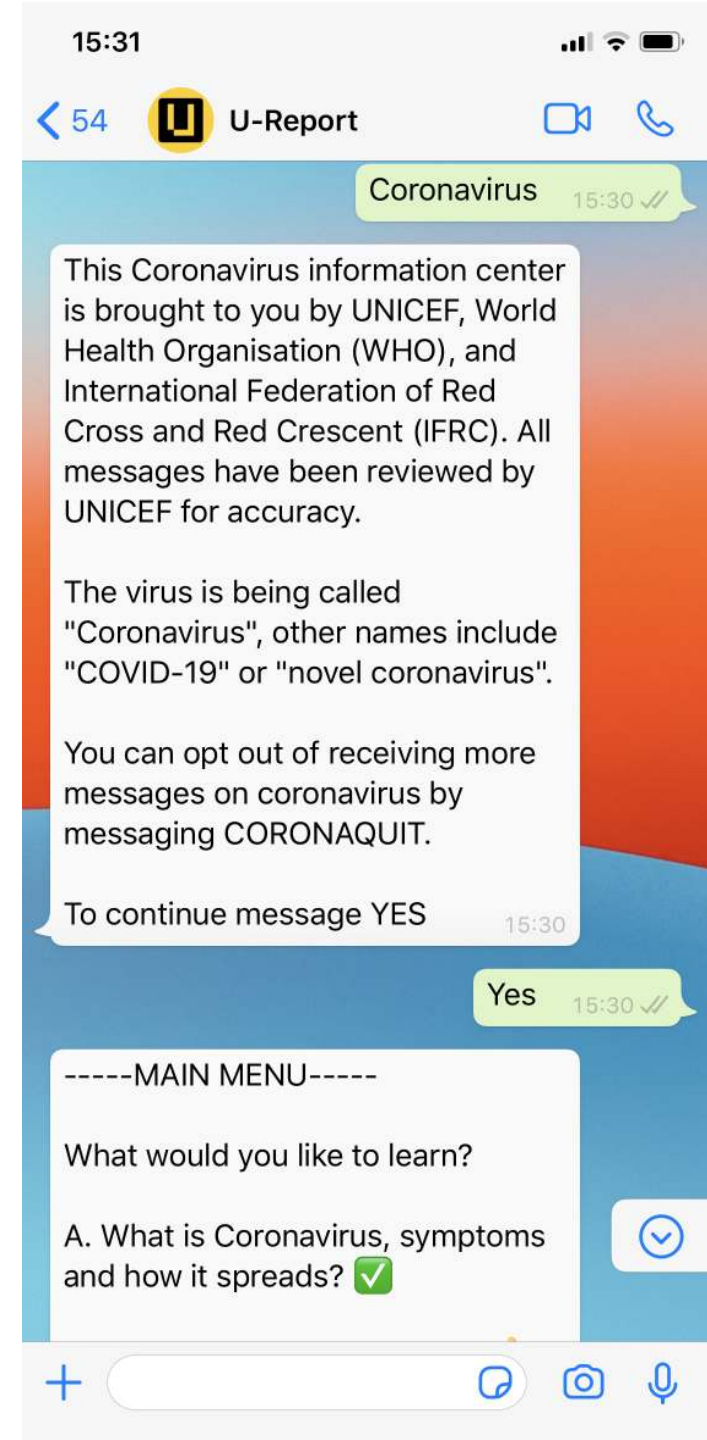 15:31
54 U-Report
Coronavirus 15:30
This Coronavirus information center
is brought to you by UNICEF, World
Health Organisation (WHO), and
International Federation of Red
Cross and Red Crescent (IFRC). All
messages have been reviewed by
UNICEF for accuracy.
The virus is being called
"Coronavirus", other names include
"COVID-19" or "novel coronavirus".
You can opt out of receiving more
messages on coronavirus by
messaging CORONAQUIT.
To continue message YES 15:30
Yes 15:30
-----MAIN MENU-----
What would you like to learn?
A. What is Coronavirus, symptoms
and how it spreads? ✅